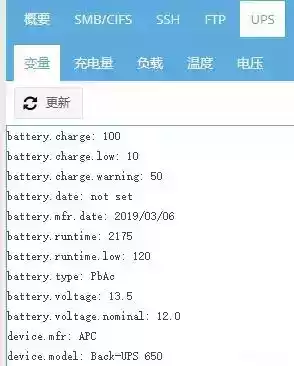 概要 SMB/CIFS SSH FTP UPS
变量 充电量 负载 温度 电压
更新
battery.charge: 100
battery.charge.low: 10
battery.charge.warning: 50
battery.date: not set
battery.mfr.date: 2019/03/06
battery.runtime: 2175
battery.runtime.low: 120
battery.type: PbAc
battery.voltage: 13.5
battery.voltage.nominal: 12.0
device.mfr: APC
device.model: Back-UPS 650